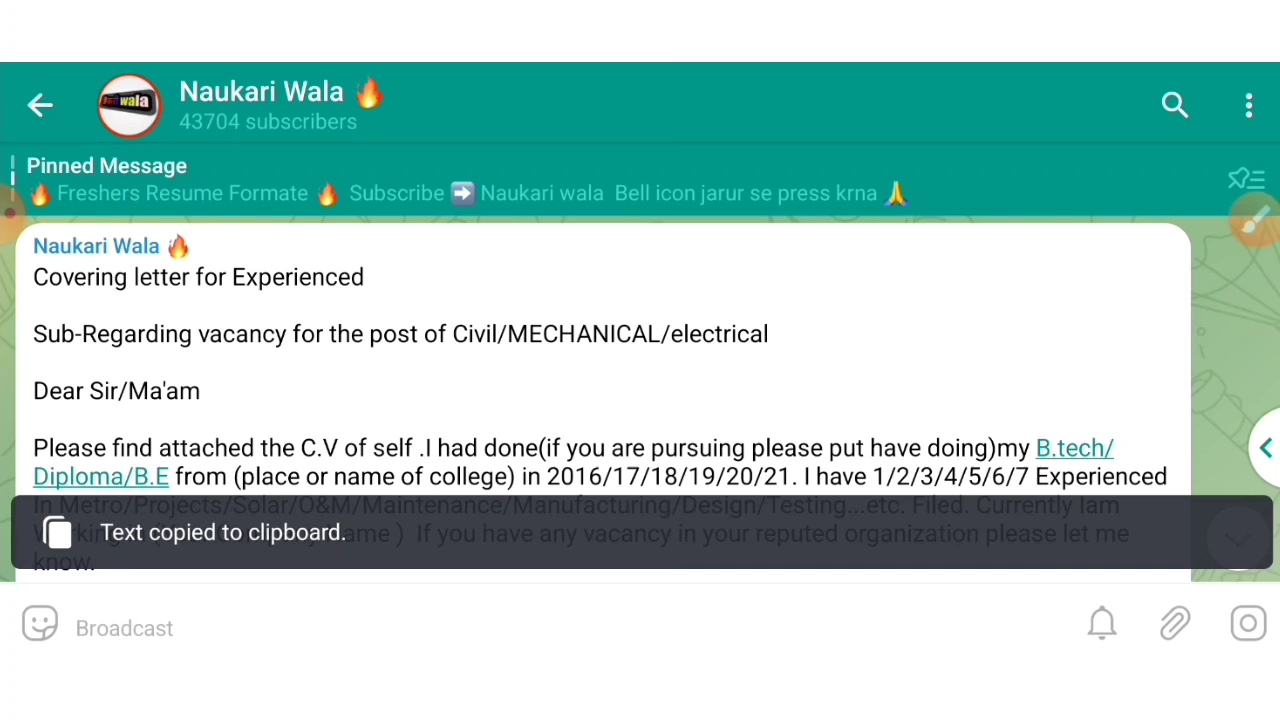 Naukari Wala 🔥
43704 subscribers
Pinned Message
🔥 Freshers Resume Formate 🔥 Subscribe ➡️ Naukari wala Bell icon jarur se press krna 🙏
Naukari Wala 🔥
Covering letter for Experienced
Sub-Regarding vacancy for the post of Civil/MECHANICAL/electrical
Dear Sir/Ma'am
Please find attached the C.V of self .I had done(if you are pursuing please put have doing)my B.tech/
Diploma/B.E from (place or name of college) in 2016/17/18/19/20/21. I have 1/2/3/4/5/6/7 Experienced
In Metro/Projects/Solar/O&M/Maintenance/Manufacturing/Design/Testing...etc. Filed. Currently Iam
ame ) If you have any vacancy in your reputed organization please let me
Text copied to clipboard.
know.
Broadcast